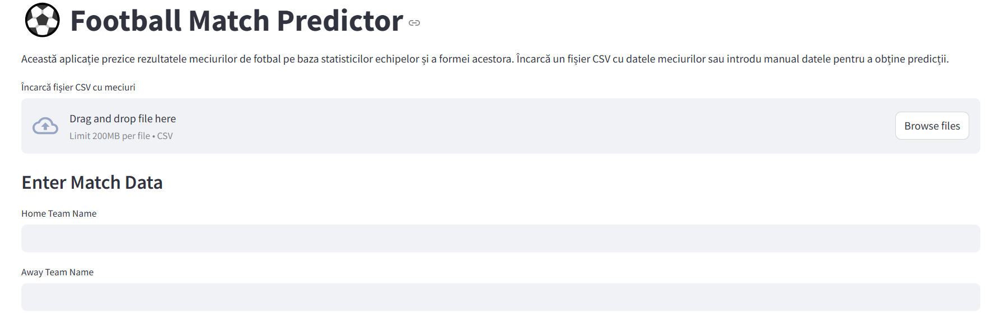 Football Match Predictor
Această aplicație prezice rezultatele meciurilor de fotbal pe baza statisticilor echipelor și a formei acestora. Încarcă un fișier CSV cu datele meciurilor sau introdu manual datele pentru a obține predicții.
Încarcă fișier CSV cu meciuri
Drag and drop file here
Limit 200MB per file • CSV
Browse files
Enter Match Data
Home Team Name
Away Team Name